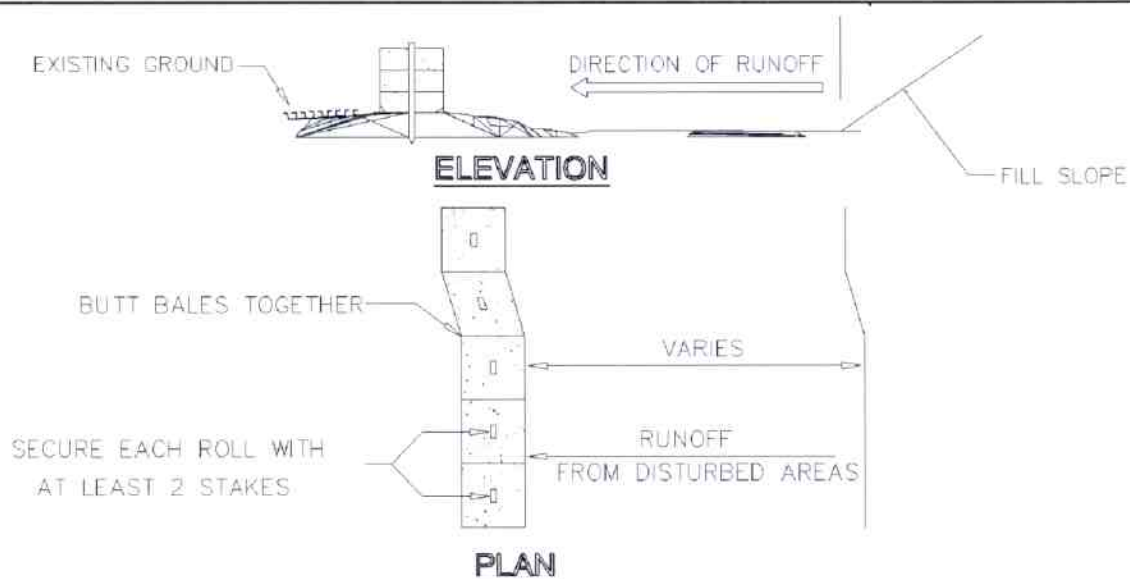 EXISTING GROUND
DIRECTION OF RUNOFF
ELEVATION
FILL SLOPE
BUTT BALES TOGETHER
VARIES
SECURE EACH ROLL WITH
AT LEAST 2 STAKES
RUNOFF
FROM DISTURBED AREAS
PLAN